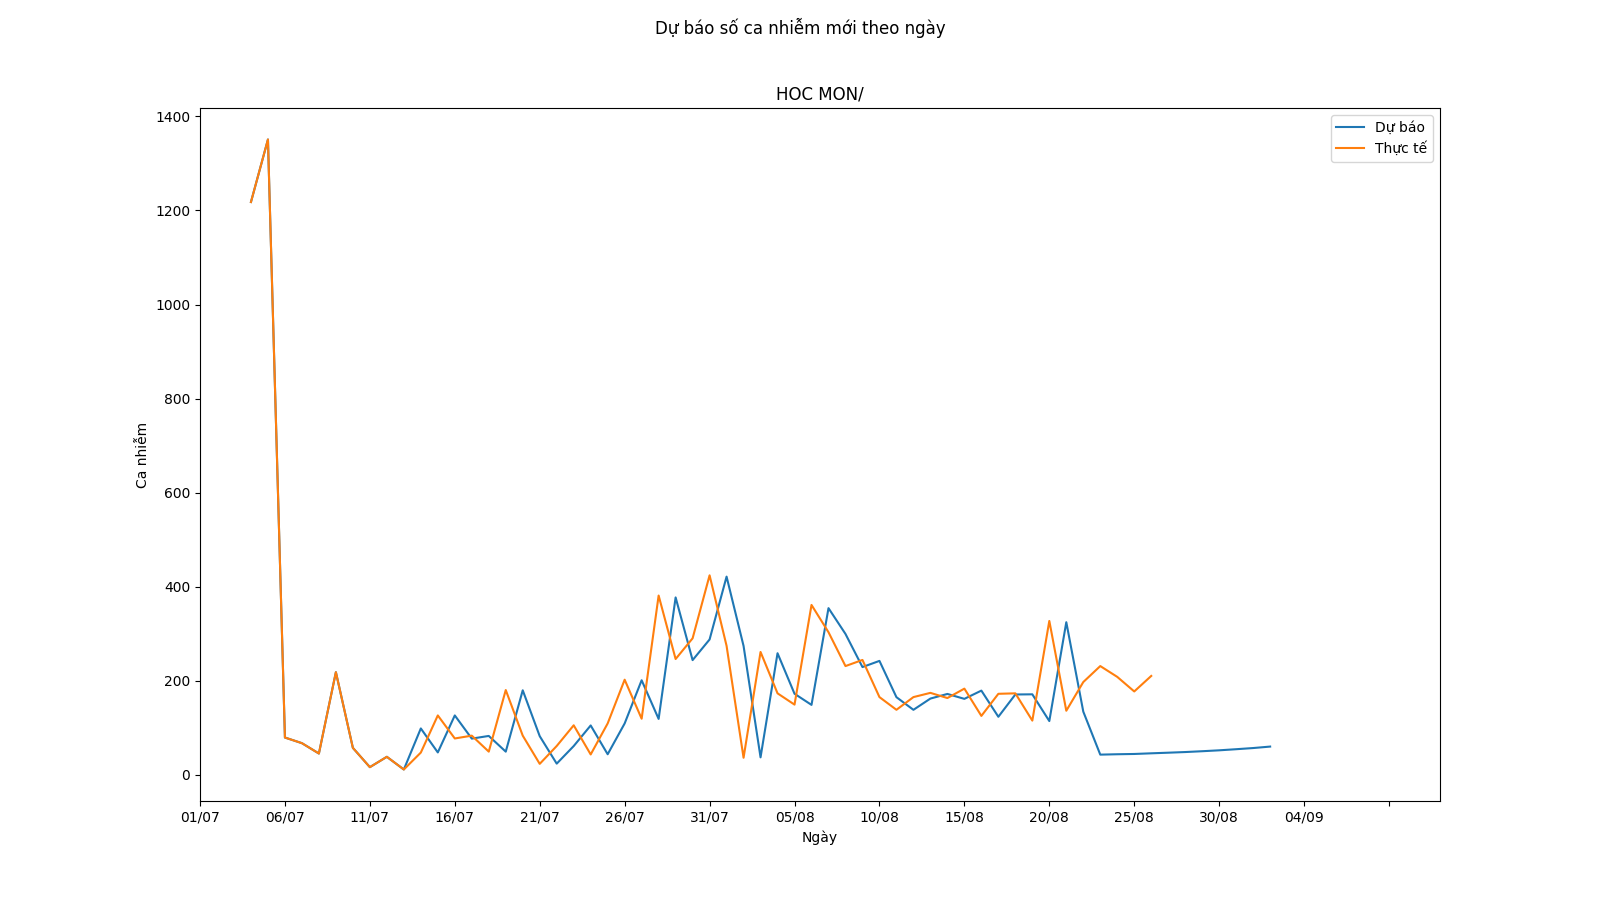 Dự báo số ca nhiễm mới theo ngày
HOC MON/
Dự báo
Thực tế
Ca nhiễm
1400
1200
1000
800
600
400
200
0
01/07 06/07 11/07 16/07 21/07 26/07 31/07 05/08 10/08 15/08 20/08 25/08 30/08 04/09
Ngày